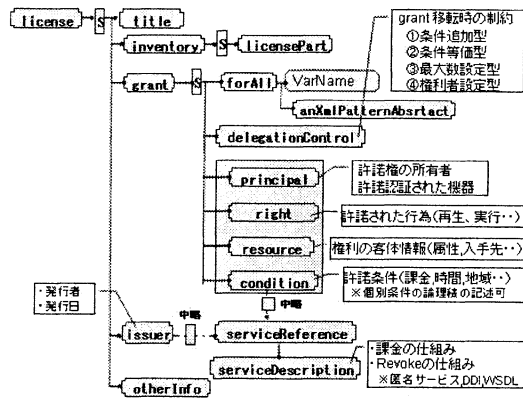 license
S
title
inventory
S
licensePart
grant
S
forAll
VarName
anXmlPatternAbsrtact
delegationControl
grant移転時の制約
①条件追加型
②条件等価型
③最大数設定型
④権利者設定型
principal
許諾権の所有者
許諾認証された機器
right
許諾された行為(再生、実行・・)
resource
権利の客体情報(属性,入手先・・)
condition
許諾条件(課金,時間,地域・・)
※個別条件の論理積の記述可
中略
・発行者
・発行日
issuer
中略
serviceReference
serviceDescription
・課金の仕組み
・Revokeの仕組み
※匿名サービス,DDI,WSDL
otherInfo